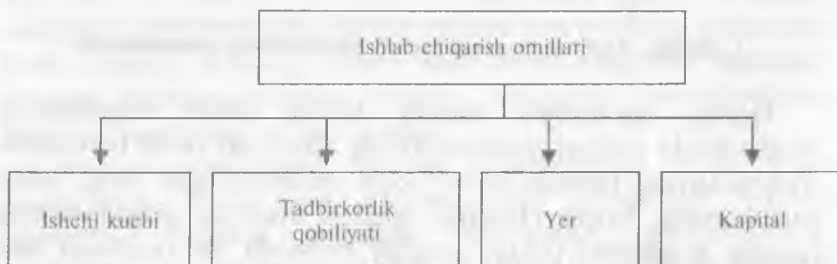 Ishlab chiqarish omillari
Ishchi kuchi
Tadbirkorlik
qobiliyati
Yer
Kapital